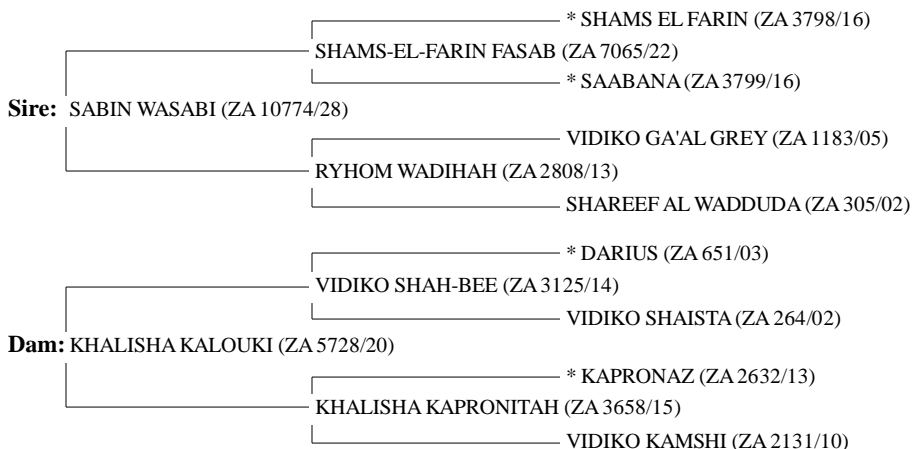 * SHAMS EL FARIN (ZA 3798/16)
SHAMS-EL-FARIN FASAB (ZA 7065/22)
* SAABANA (ZA 3799/16)
Sire: SABIN WASABI (ZA 10774/28)
VIDIKO GA'AL GREY (ZA 1183/05)
RYHOM WADIHAH (ZA 2808/13)
SHAREEF AL WADDUDA (ZA 305/02)
* DARIUS (ZA 651/03)
VIDIKO SHAH-BEE (ZA 3125/14)
VIDIKO SHAISTA (ZA 264/02)
Dam: KHALISHA KALOUKI (ZA 5728/20)
* KAPRONAZ (ZA 2632/13)
KHALISHA KAPRONITAH (ZA 3658/15)
VIDIKO KAMSHI (ZA 2131/10)